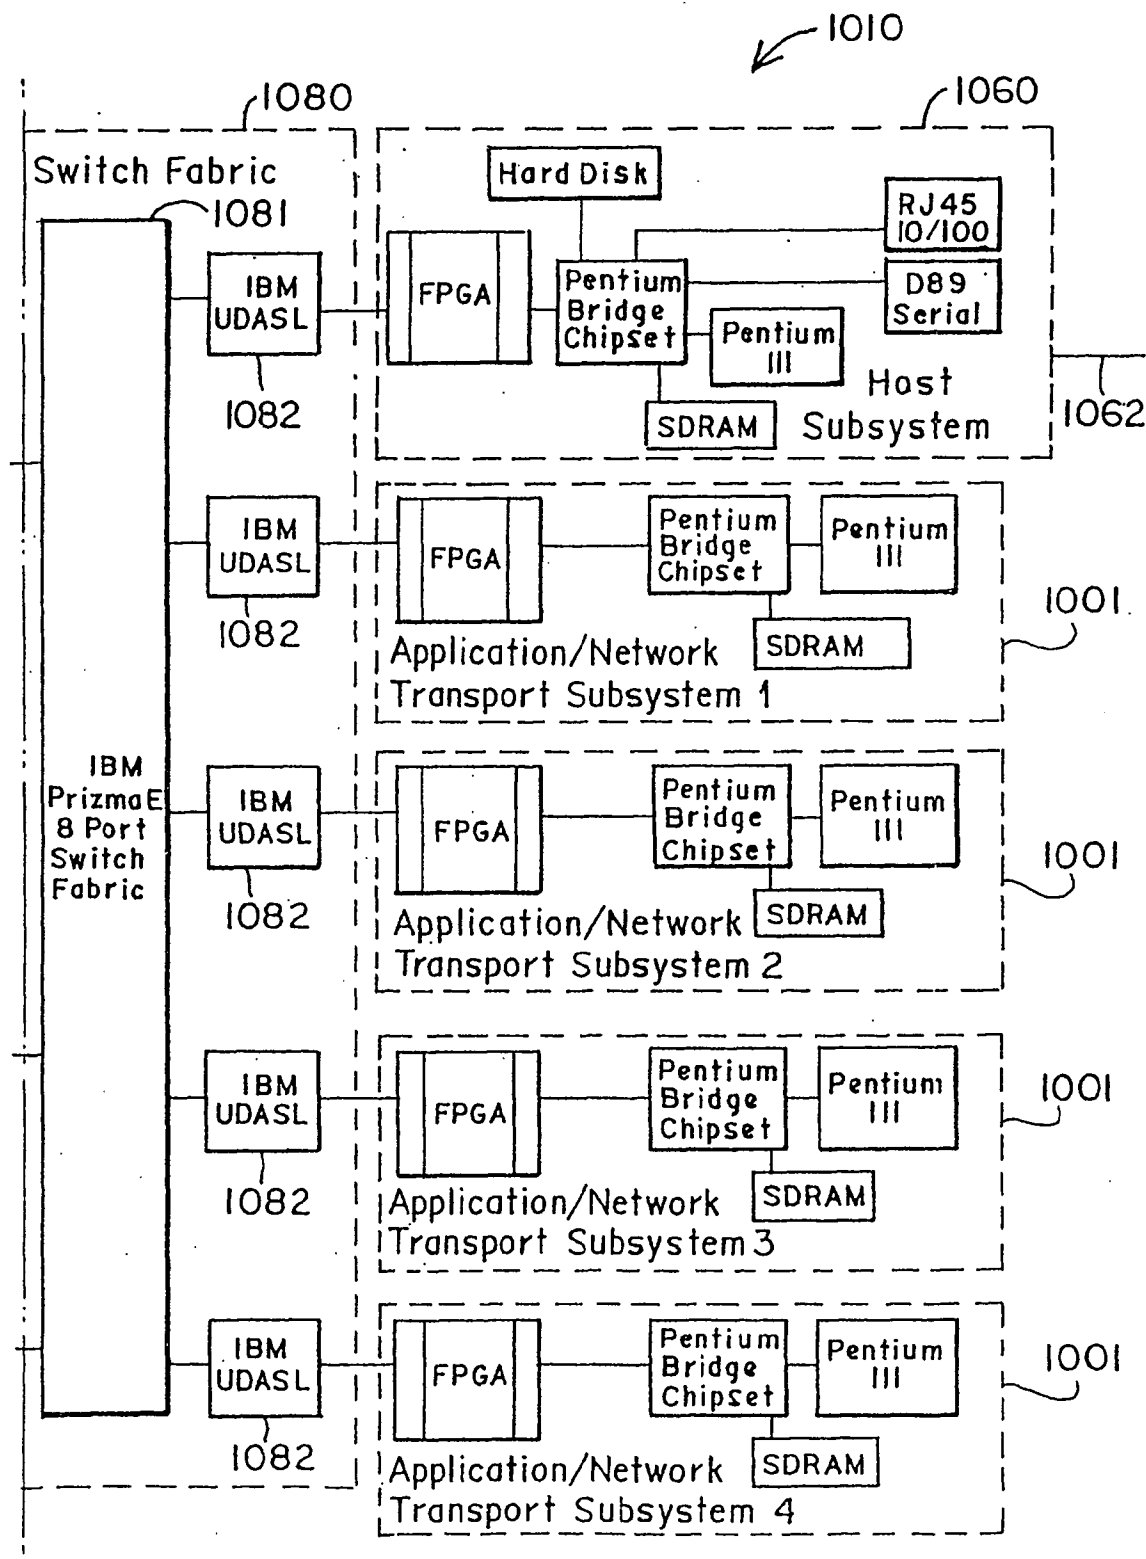 1010
1080
1060
Switch Fabric
1081
Hard Disk
RJ45
10/100
IBM
UDASL
FPGA
Pentium
Bridge
Chipset
D89
Serial
Pentium
III
Host
Subsystem
1062
1082
SDRAM
IBM
UDASL
FPGA
Pentium
Bridge
Chipset
Pentium
III
1001
1082
SDRAM
Application/Network
Transport Subsystem 1
IBM
PrizmaE
8 Port
Switch
Fabric
IBM
UDASL
FPGA
Pentium
Bridge
Chipset
Pentium
III
1001
1082
SDRAM
Application/Network
Transport Subsystem 2
IBM
UDASL
FPGA
Pentium
Bridge
Chipset
Pentium
III
1001
1082
SDRAM
Application/Network
Transport Subsystem 3
IBM
UDASL
FPGA
Pentium
Bridge
Chipset
Pentium
III
1001
1082
SDRAM
Application/Network
Transport Subsystem 4